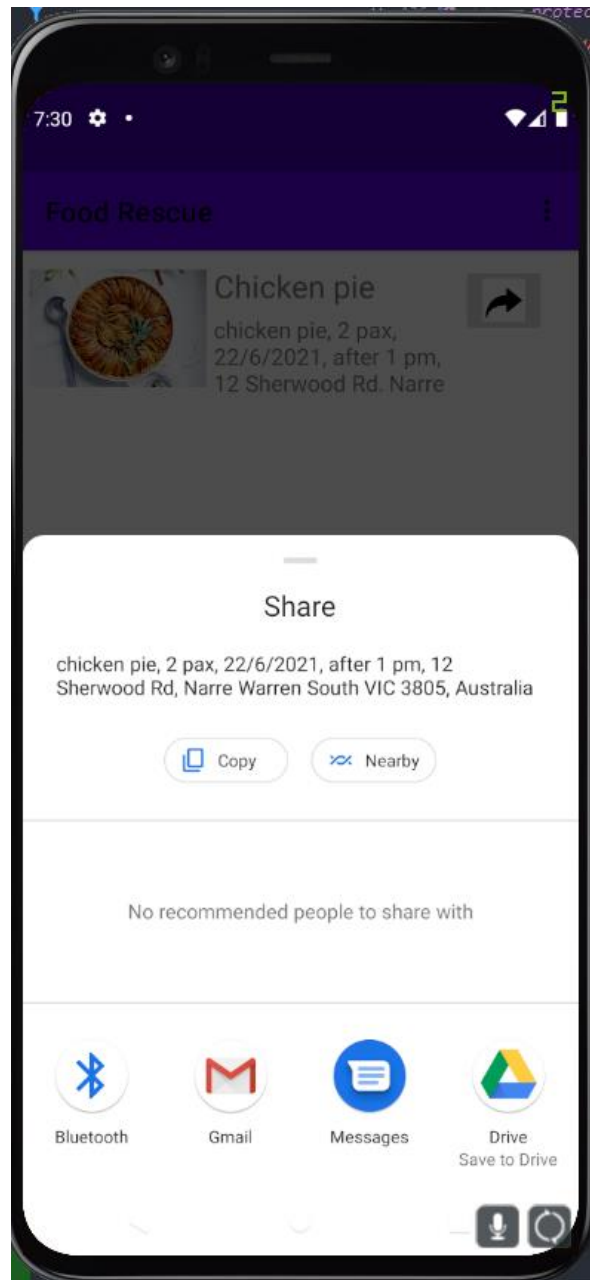 protec
2
7:30
Food Rescue
Chicken pie
chicken pie, 2 pax,
22/6/2021, after 1 pm,
12 Sherwood Rd. Narre
Share
chicken pie, 2 pax, 22/6/2021, after 1 pm, 12
Sherwood Rd, Narre Warren South VIC 3805, Australia
Copy
Nearby
No recommended people to share with
Bluetooth
Gmail
Messages
Drive
Save to Drive